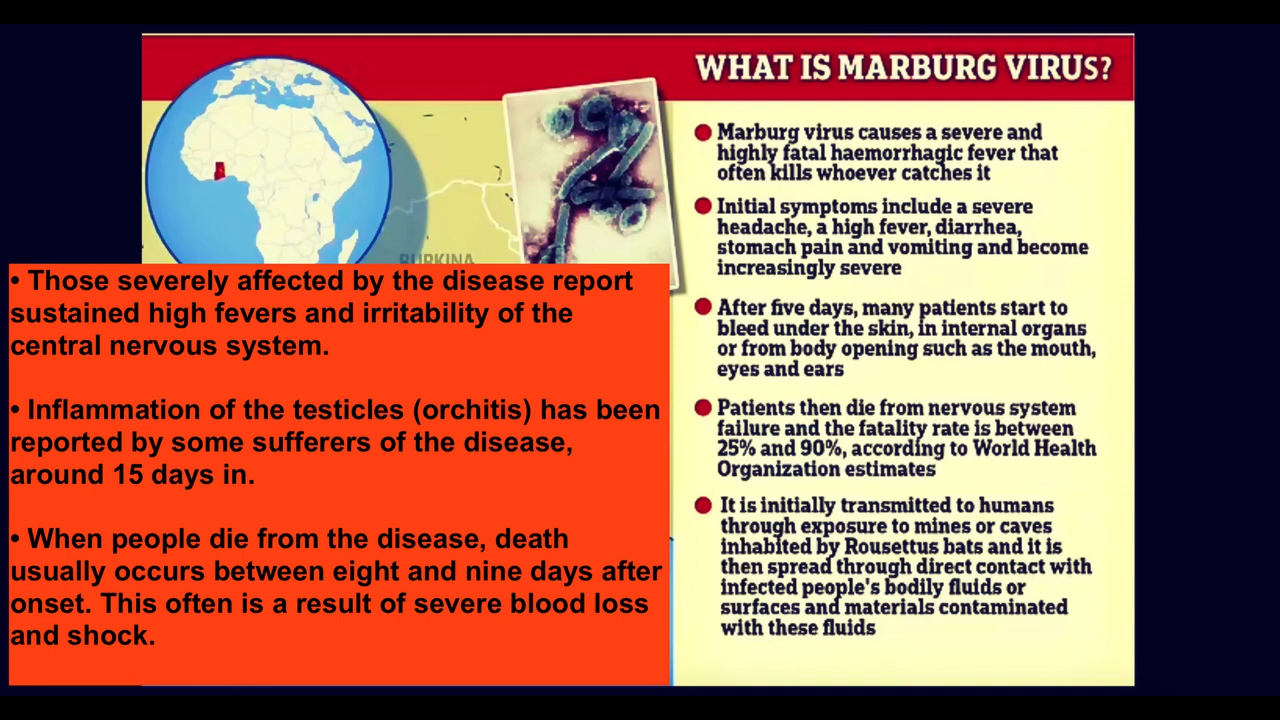 WHAT IS MARBURG VIRUS?
Marburg virus causes a severe and
highly fatal haemorrhagic fever that
often kills whoever catches it
Initial symptoms include a severe
headache, a high fever, diarrhea,
stomach pain and vomiting and become
increasingly severe
After five days, many patients start to
bleed under the skin, in internal organs
or from body opening such as the mouth,
eyes and ears
Patients then die from nervous system
failure and the fatality rate is between
25% and 90%, according to World Health
Organization estimates
It is initially transmitted to humans
through exposure to mines or caves
inhabited by Rousettus bats and it is
then spread through direct contact with
infected people's bodily fluids or
surfaces and materials contaminated
with these fluids
BURKINA
• Those severely affected by the disease report
sustained high fevers and irritability of the
central nervous system.
• Inflammation of the testicles (orchitis) has been
reported by some sufferers of the disease,
around 15 days in.
• When people die from the disease, death
usually occurs between eight and nine days after
onset. This often is a result of severe blood loss
and shock.